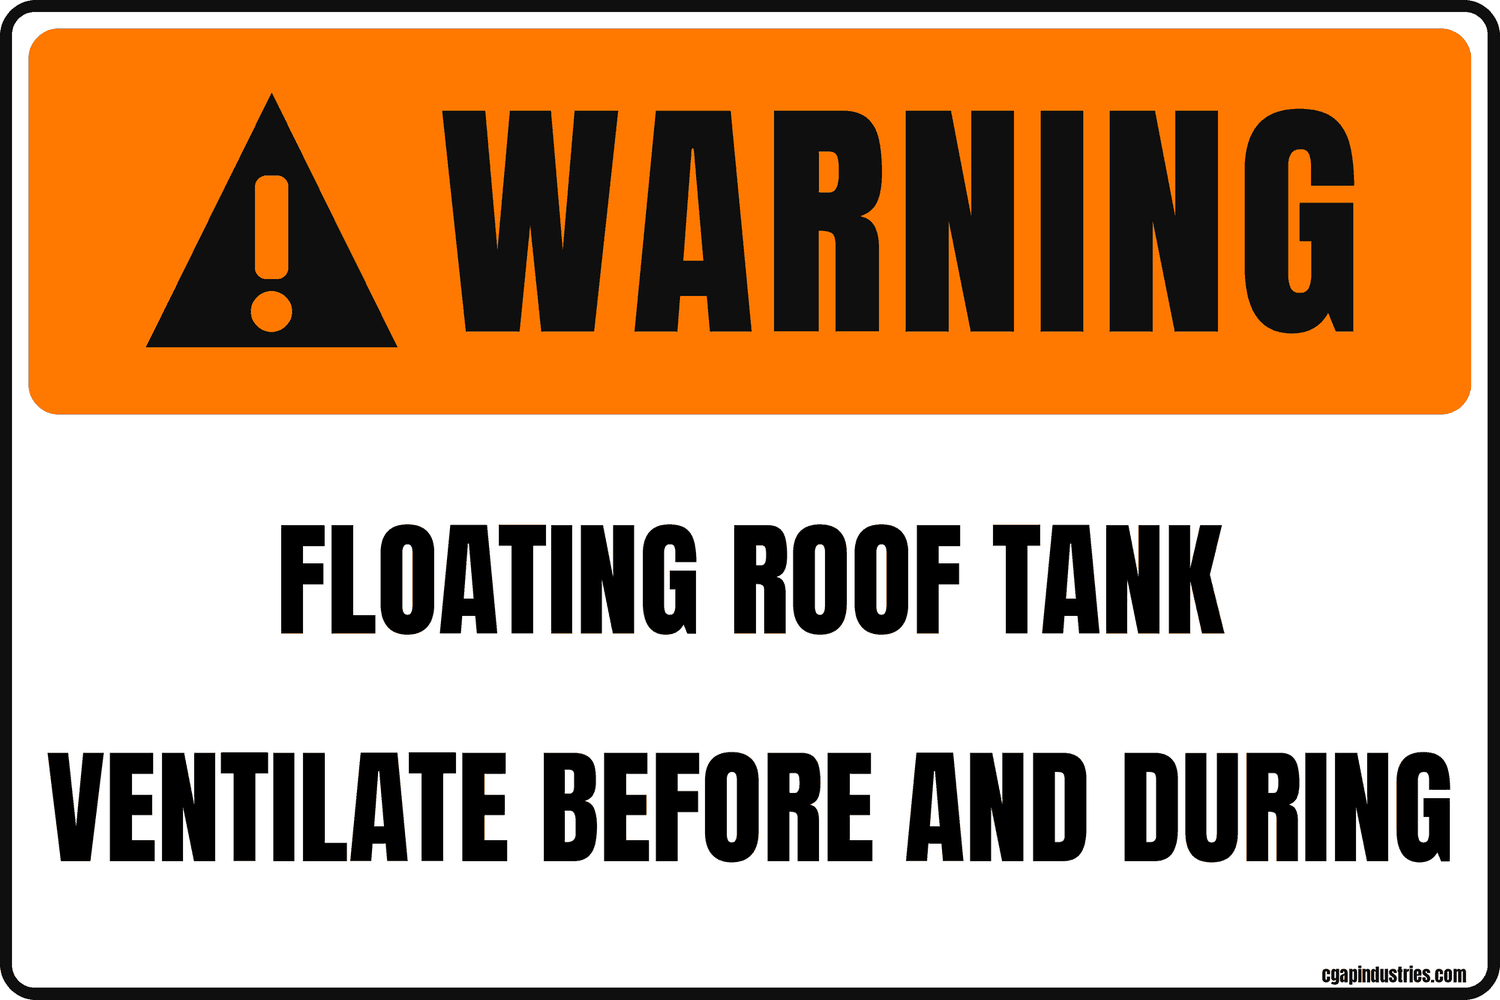 WARNING
FLOATING ROOF TANK
VENTILATE BEFORE AND DURING
cgapindustries.com